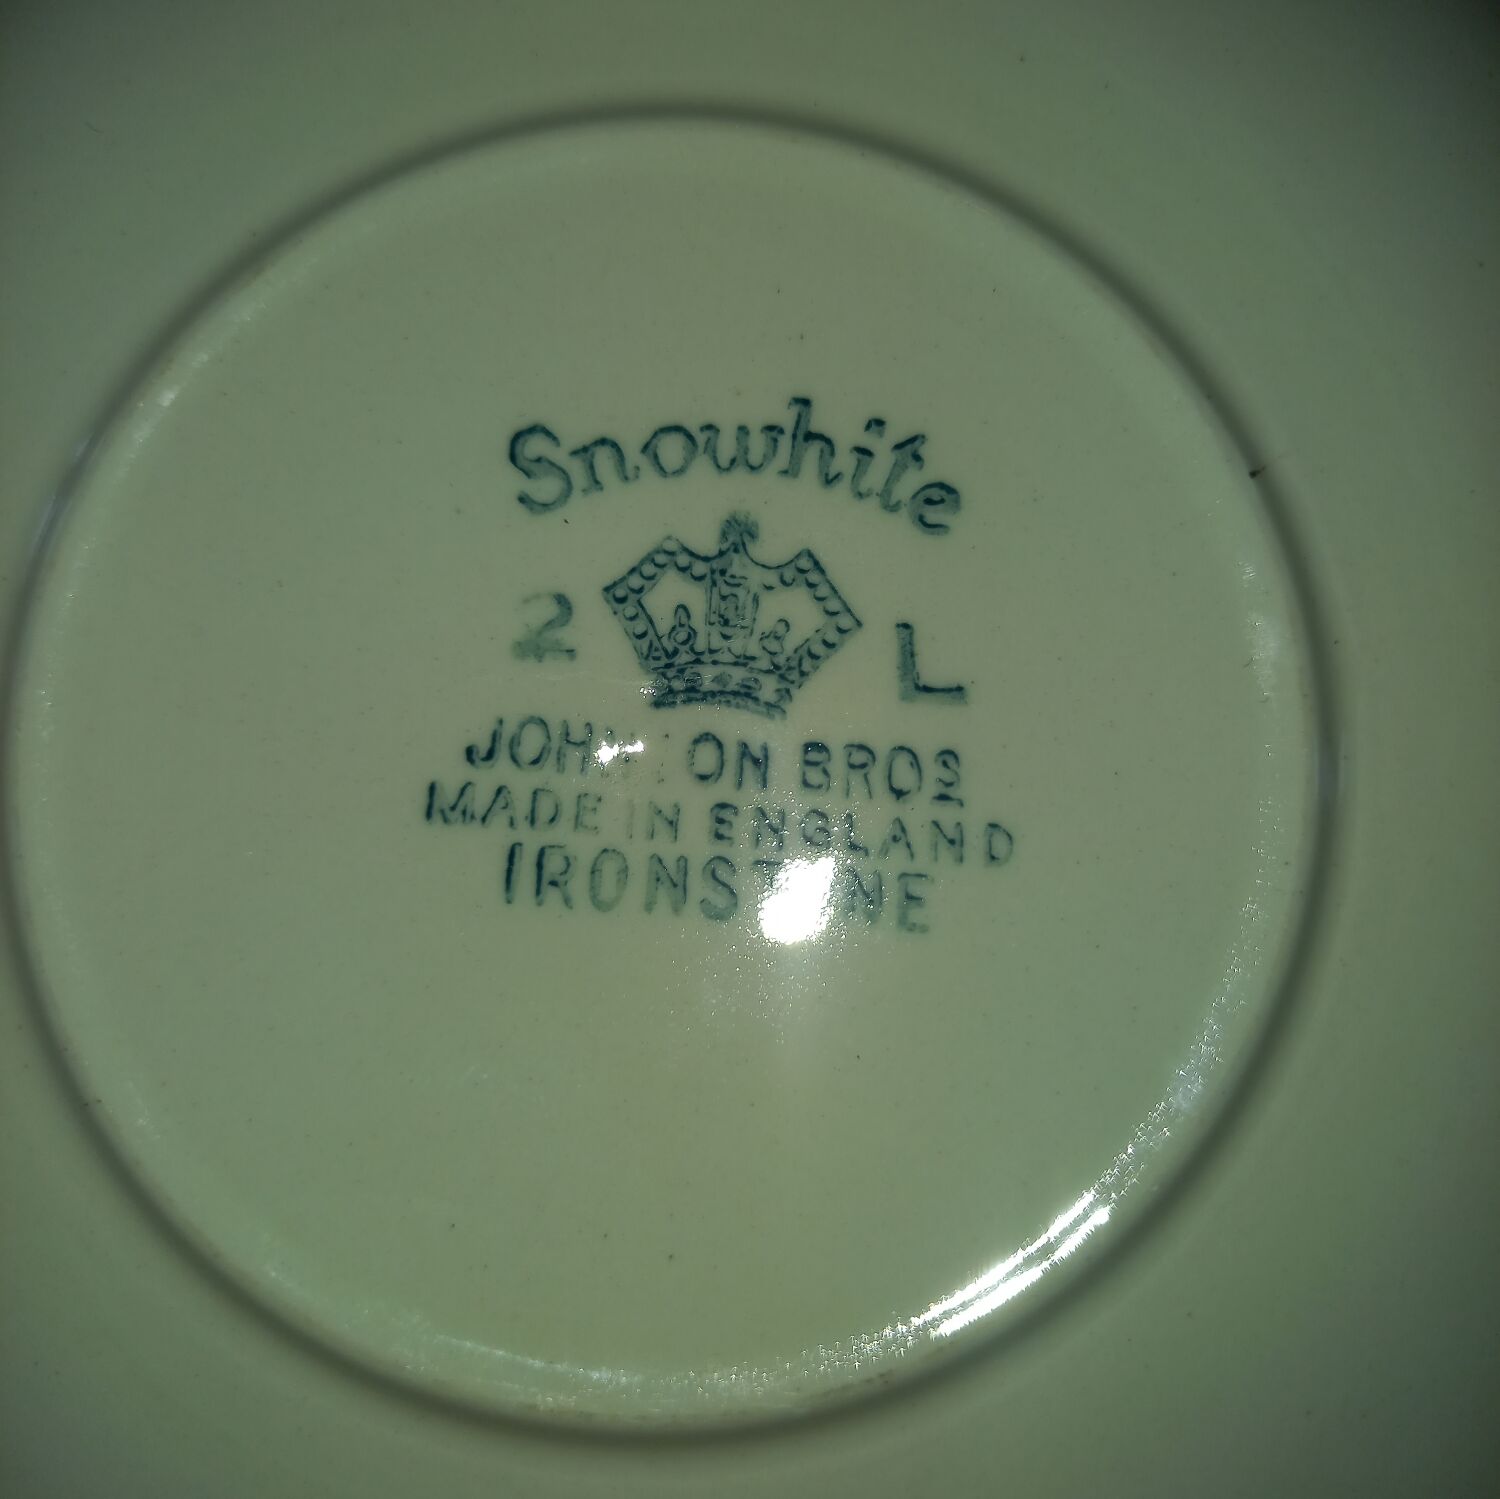 Snowhite
2 L
JOHNSON BROS
MADE IN ENGLAND
IRONSTONE